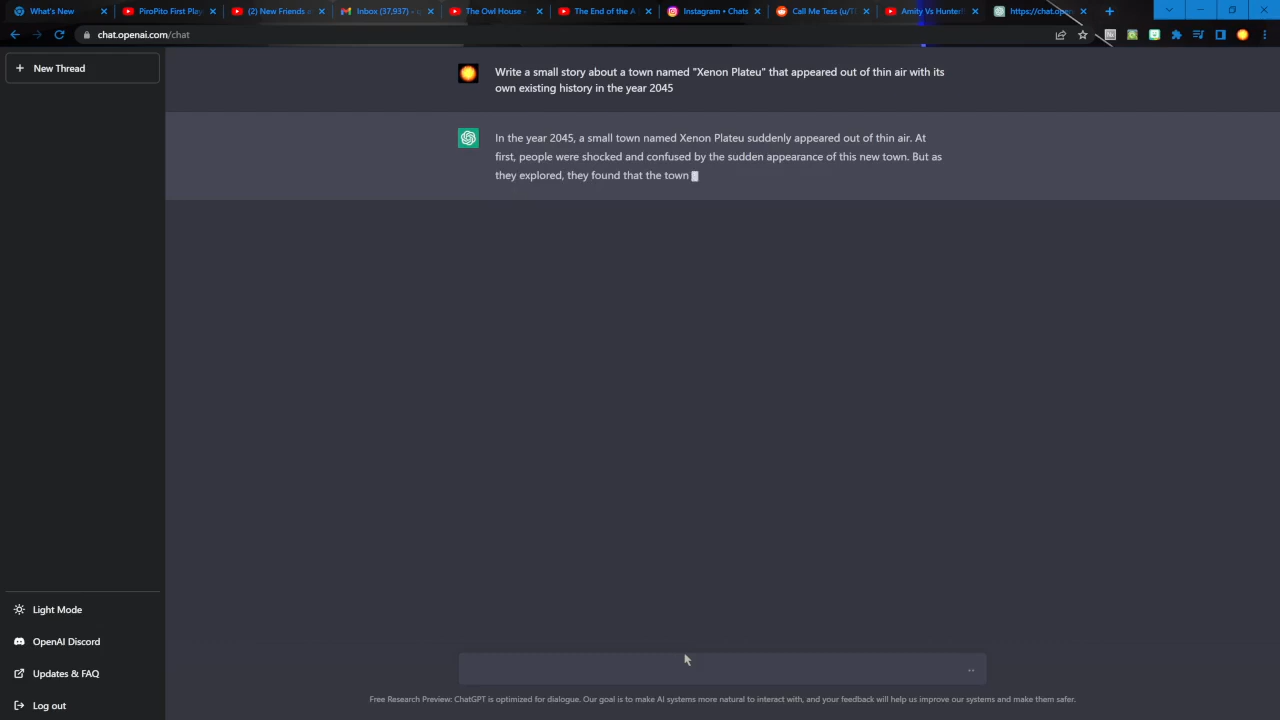 What's New
PiroPito First Play
(2) New Friends a
Inbox (37,937) -
The Owl House -
The End of the A
Instagram • Chats
Call Me Tess (u/T
Amity Vs Hunter!
https://chat.open
chat.openai.com/chat
New Thread
Write a small story about a town named "Xenon Plateu" that appeared out of thin air with its
own existing history in the year 2045
In the year 2045, a small town named Xenon Plateu suddenly appeared out of thin air. At
first, people were shocked and confused by the sudden appearance of this new town. But as
they explored, they found that the town
Light Mode
OpenAI Discord
Updates & FAQ
Log out
Free Research Preview: ChatGPT is optimized for dialogue. Our goal is to make AI systems more natural to interact with, and your feedback will help us improve our systems and make them safer.